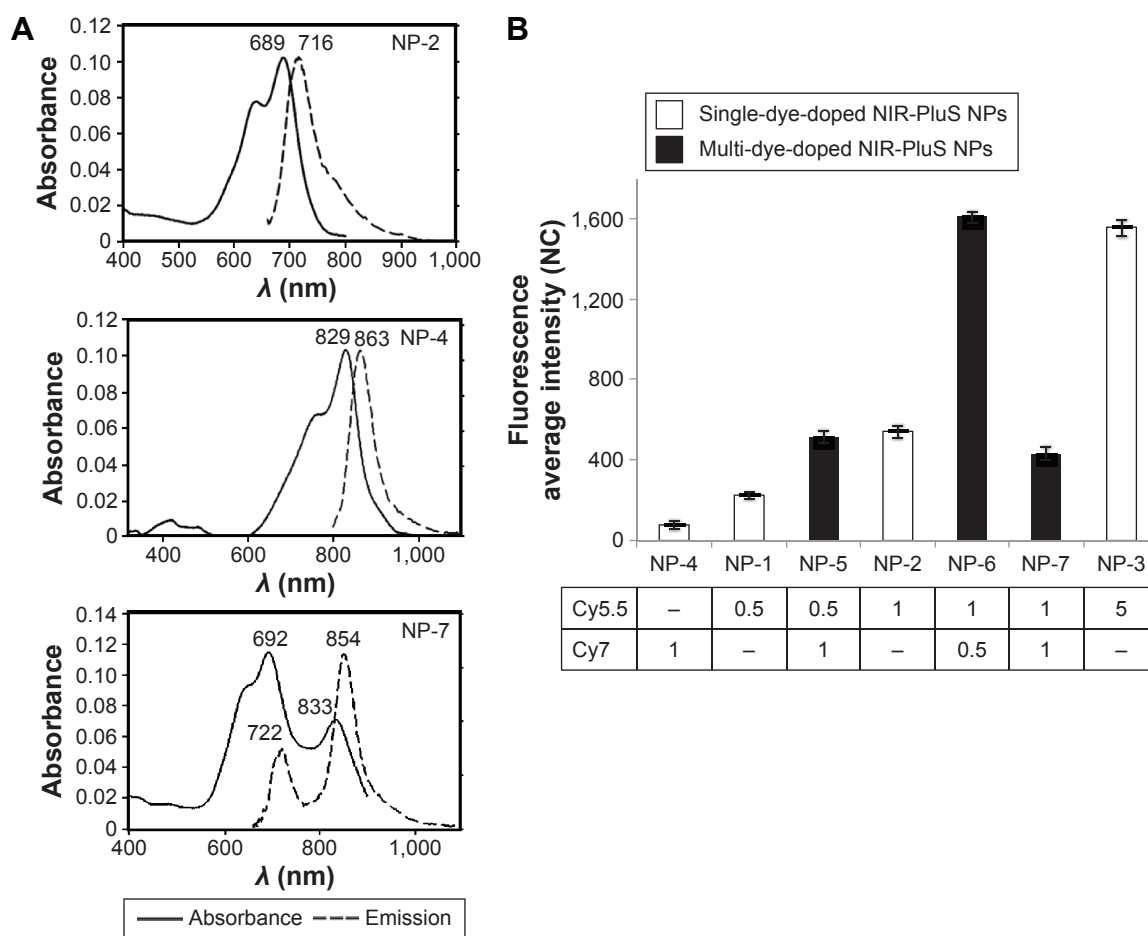 A
Absorbance
0.12
0.10
0.08
0.06
0.04
0.02
0
689 716
NP-2
400 500 600 700 800 900 1,000
λ (nm)
Absorbance
0.12
0.10
0.08
0.06
0.04
0.02
0
829 863
NP-4
400 600 800 1,000
λ (nm)
Absorbance
0.14
0.12
0.10
0.08
0.06
0.04
0.02
0
692 854
NP-7
833
722
400 600 800 1,000
λ (nm)
Absorbance Emission
B
Single-dye-doped NIR-PluS NPs
Multi-dye-doped NIR-PluS NPs
Fluorescence
average intensity (NC)
1,600
1,200
800
400
0
NP-4 NP-1 NP-5 NP-2 NP-6 NP-7 NP-3
Cy5.5 – 0.5 0.5 1 1 1 5
Cy7 1 – 1 – 0.5 1 –